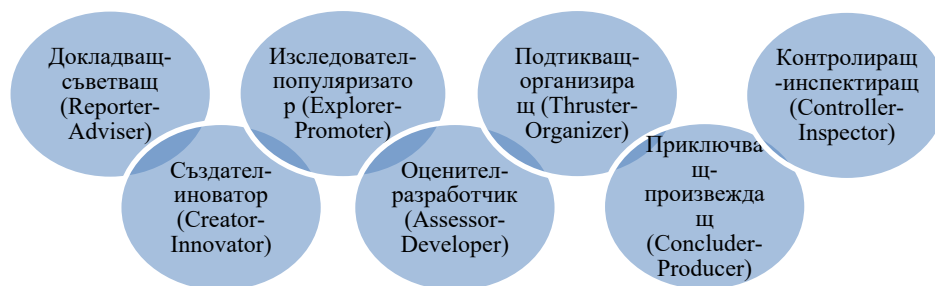 Докладващ-
съветващ
(Reporter-
Adviser)
Създател-
иноватор
(Creator-
Innovator)
Изследовател-
популяризато
р (Explorer-
Promoter)
Оценител-
разработчик
(Assessor-
Developer)
Подтикващ-
организира
щ (Thruster-
Organizer)
Приключва
щ-
произвежда
щ
(Concluder-
Producer)
Контролиращ
-инспектиращ
(Controller-
Inspector)